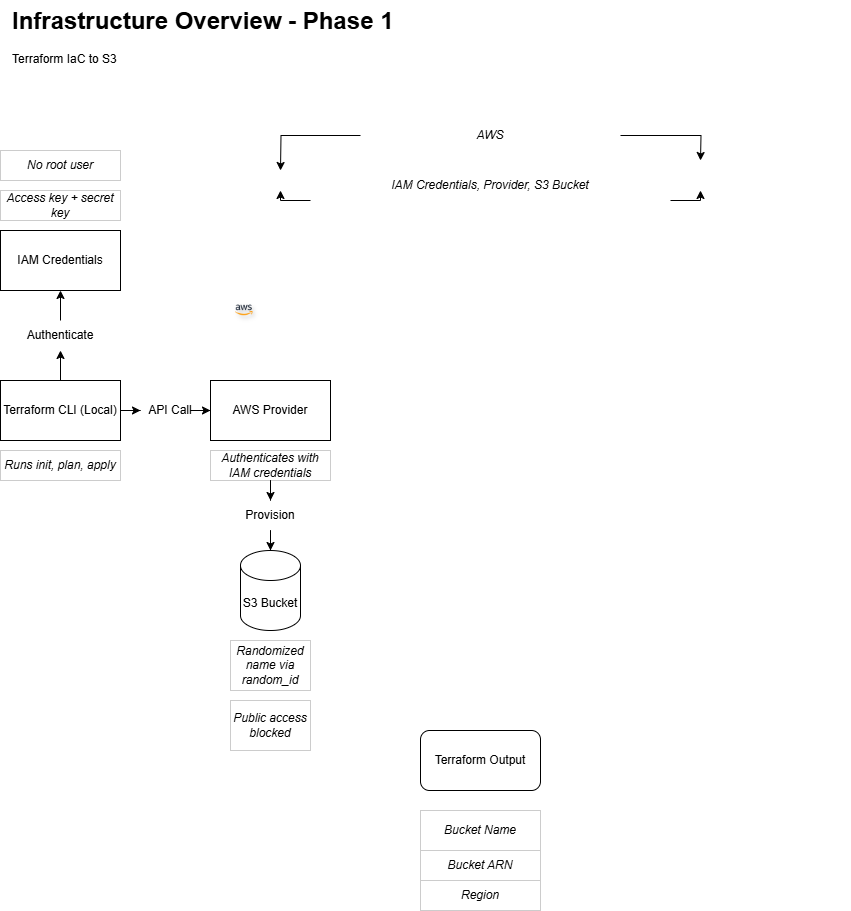 Infrastructure Overview - Phase 1
Terraform IaC to S3
AWS
IAM Credentials, Provider, S3 Bucket
No root user
Access key + secret
key
IAM Credentials
aws
Authenticate
Terraform CLI (Local)
API Call
AWS Provider
Runs init, plan, apply
Authenticates with
IAM credentials
Provision
S3 Bucket
Randomized
name via
random_id
Public access
blocked
Terraform Output
Bucket Name
Bucket ARN
Region